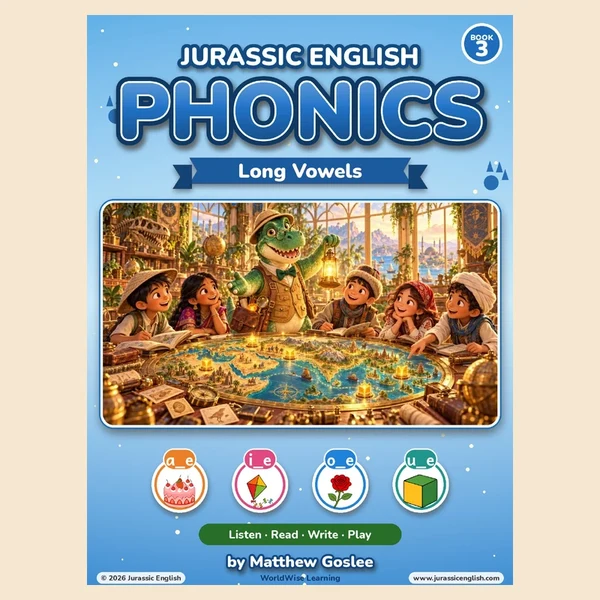 JURASSIC ENGLISH
BOOK
3
PHONICS
Long Vowels
a_e
i_e
o_e
u_e
Listen · Read · Write · Play
by Matthew Goslee
© 2026 Jurassic English
WorldWise Learning
www.jurassicenglish.com